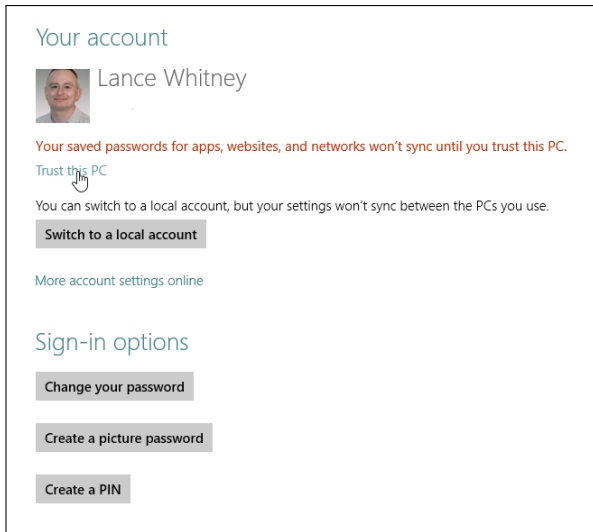 Your account
Lance Whitney
Your saved passwords for apps, websites, and networks won't sync until you trust this PC.
Trust this PC
You can switch to a local account, but your settings won't sync between the PCs you use.
Switch to a local account
More account settings online
Sign-in options
Change your password
Create a picture password
Create a PIN